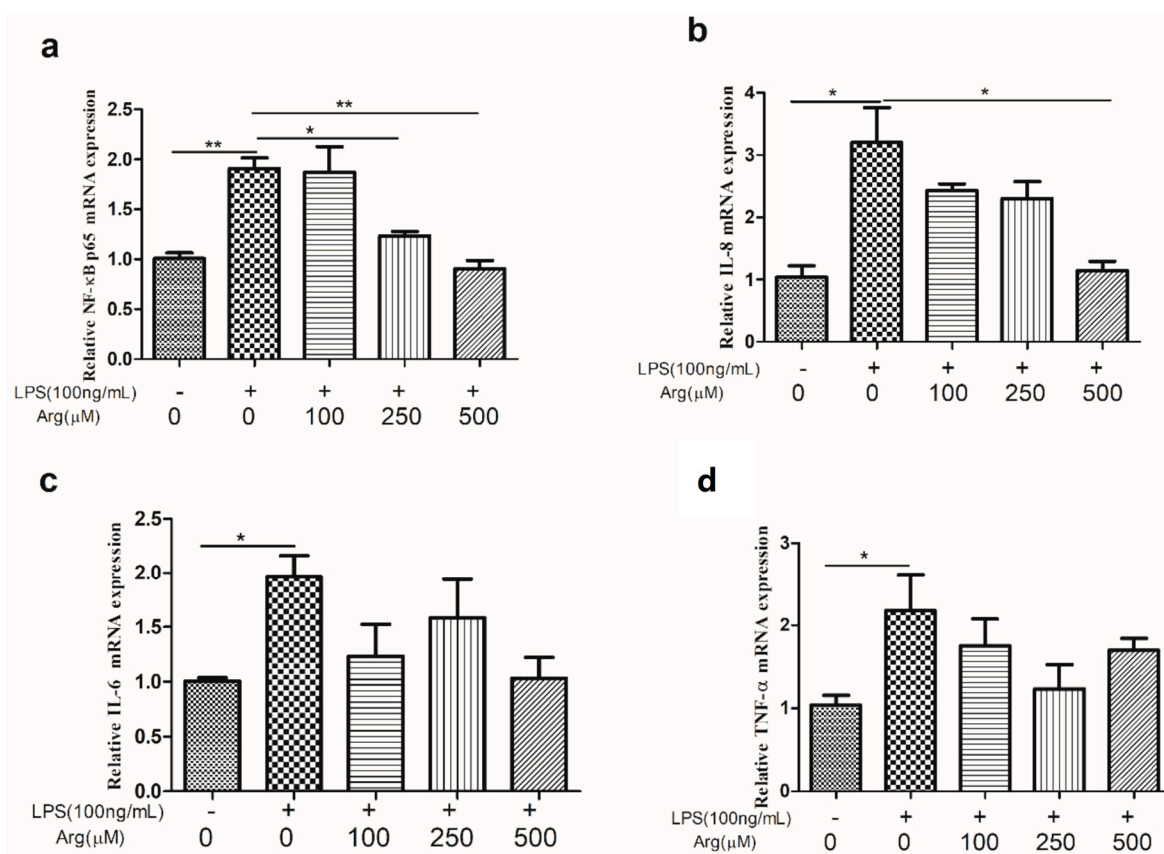 a
Relative NF-κB p65 mRNA expression
2.5
2.0
1.5
1.0
0.5
0.0
**
*
**
LPS(100ng/mL) - + + + +
Arg(μM) 0 0 100 250 500
b
Relative IL-8 mRNA expression
4
3
2
1
0
* *
LPS(100ng/mL) - + + + +
Arg(μM) 0 0 100 250 500
c
Relative IL-6 mRNA expression
2.5
2.0
1.5
1.0
0.5
0.0
*
LPS(100ng/mL) - + + + +
Arg(μM) 0 0 100 250 500
d
Relative TNF-α mRNA expression
3
2
1
0
*
LPS(100ng/mL) - + + + +
Arg(μM) 0 0 100 250 500